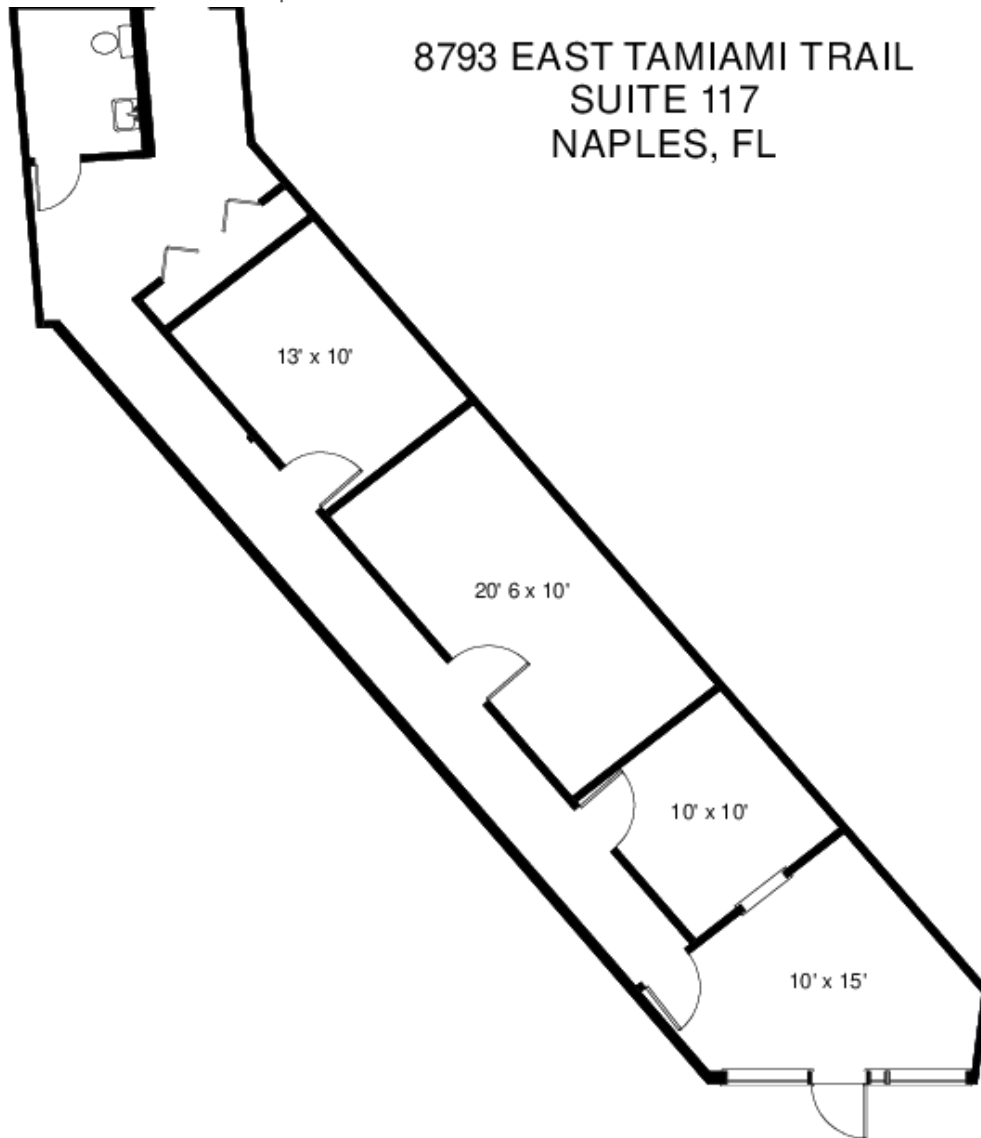 8793 EAST TAMIAMI TRAIL
SUITE 117
NAPLES, FL
13' x 10'
20' 6 x 10'
10' x 10'
10' x 15'